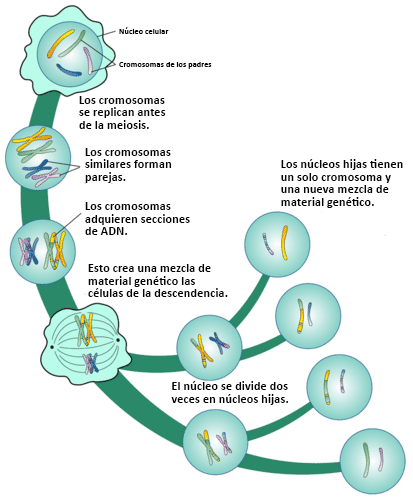 Núcleo celular
Cromosomas de los padres
Los cromosomas
se replican antes
de la meiosis.
Los cromosomas
similares forman
parejas.
Los núcleos hijas tienen
un solo cromosoma y
una nueva mezcla de
material genético.
Los cromosomas
adquieren secciones
de ADN.
Esto crea una mezcla de
material genético las
células de la descendencia.
El núcleo se divide dos
veces en núcleos hijas.